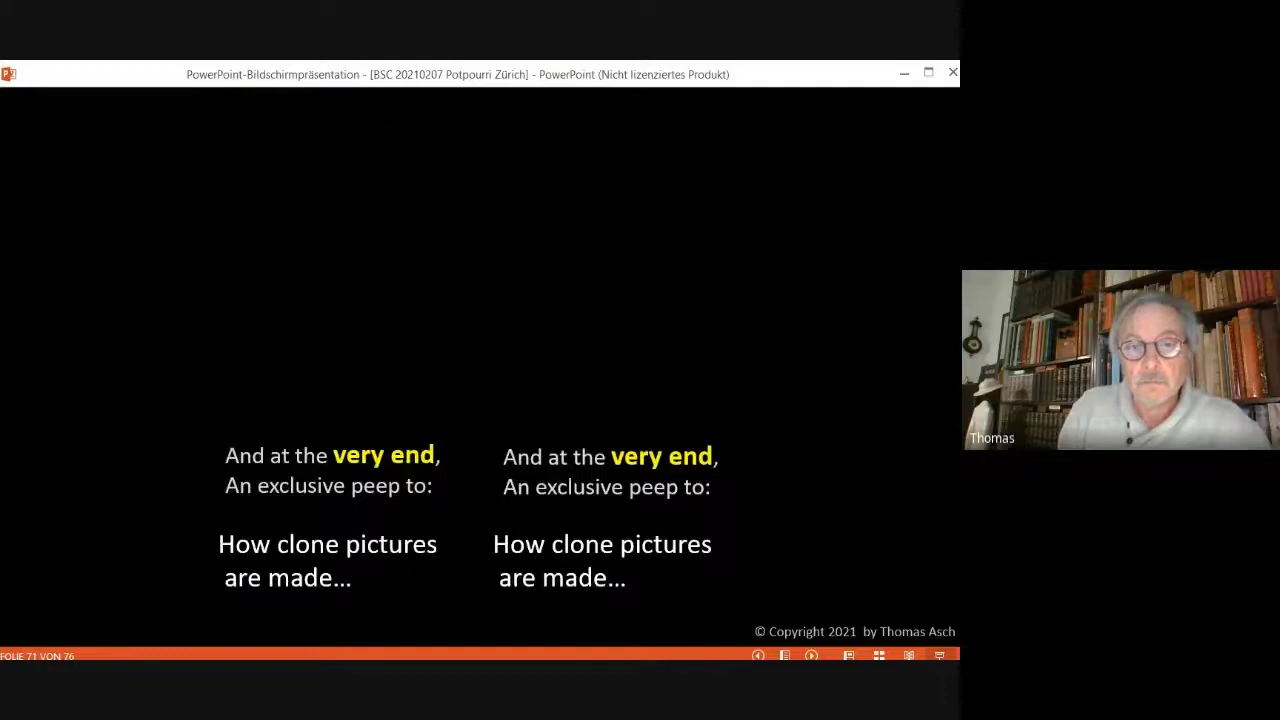 PowerPoint-Bildschirmpräsentation - [BSC 20210207 Potpourri Zürich] - PowerPoint (Nicht lizenziertes Produkt)
And at the very end,
An exclusive peep to:
How clone pictures
are made…
And at the very end,
An exclusive peep to:
How clone pictures
are made…
© Copyright 2021 by Thomas Asch
FOLIE 71 VON 76
Thomas